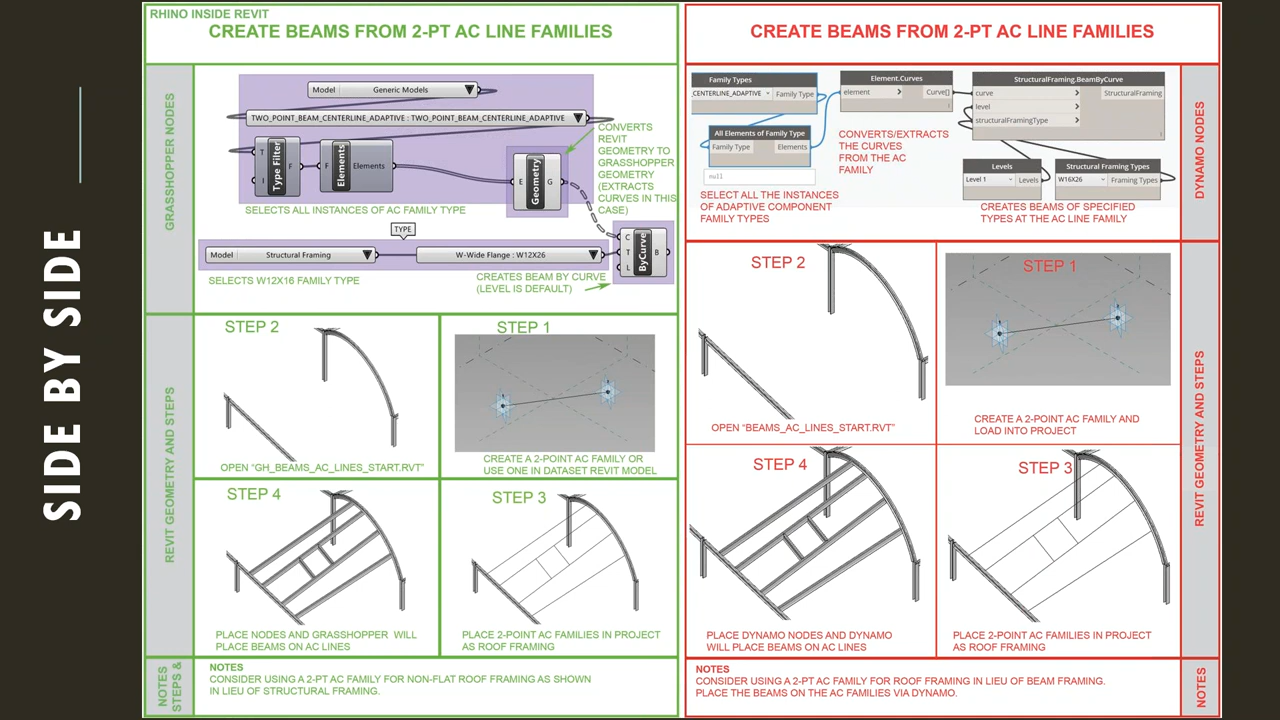 SIDE BY SIDE
RHINO INSIDE REVIT
CREATE BEAMS FROM 2-PT AC LINE FAMILIES
GRASSHOPPER NODES
Model
Generic Models
TWO_POINT_BEAM_CENTERLINE_ADAPTIVE : TWO_POINT_BEAM_CENTERLINE_ADAPTIVE
T
I
Type Filter
F
F
Elements
Elements
E
Geometry
G
CONVERTS
REVIT
GEOMETRY TO
GRASSHOPPER
GEOMETRY
(EXTRACTS
CURVES IN THIS
CASE)
SELECTS ALL INSTANCES OF AC FAMILY TYPE
TYPE
Model
Structural Framing
W-Wide Flange : W12X26
C
T
L
ByCurve
B
SELECTS W12X16 FAMILY TYPE
CREATES BEAM BY CURVE
(LEVEL IS DEFAULT)
REVIT GEOMETRY AND STEPS
STEP 2
OPEN “GH_BEAMS_AC_LINES_START.RVT”
STEP 1
CREATE A 2-POINT AC FAMILY OR
USE ONE IN DATASET REVIT MODEL
STEP 4
PLACE NODES AND GRASSHOPPER WILL
PLACE BEAMS ON AC LINES
STEP 3
PLACE 2-POINT AC FAMILIES IN PROJECT
AS ROOF FRAMING
NOTES
STEPS &
NOTES
CONSIDER USING A 2-PT AC FAMILY FOR NON-FLAT ROOF FRAMING AS SHOWN
IN LIEU OF STRUCTURAL FRAMING.
CREATE BEAMS FROM 2-PT AC LINE FAMILIES
DYNAMO NODES
Family Types
_CENTERLINE_ADAPTIVE
Family Type
All Elements of Family Type
Family Type
Elements
null
Element.Curves
element
Curve[]
StructuralFraming.BeamByCurve
curve
level
structuralFramingType
StructuralFraming
CONVERTS/EXTRACTS
THE CURVES
FROM THE AC
FAMILY
Levels
Level 1
Levels
Structural Framing Types
W16X26
Framing Types
SELECT ALL THE INSTANCES
OF ADAPTIVE COMPONENT
FAMILY TYPES
CREATES BEAMS OF SPECIFIED
TYPES AT THE AC LINE FAMILY
REVIT GEOMETRY AND STEPS
STEP 2
OPEN “BEAMS_AC_LINES_START.RVT”
STEP 1
CREATE A 2-POINT AC FAMILY AND
LOAD INTO PROJECT
STEP 4
PLACE DYNAMO NODES AND DYNAMO
WILL PLACE BEAMS ON AC LINES
STEP 3
PLACE 2-POINT AC FAMILIES IN PROJECT
AS ROOF FRAMING
NOTES
NOTES
CONSIDER USING A 2-PT AC FAMILY FOR ROOF FRAMING IN LIEU OF BEAM FRAMING.
PLACE THE BEAMS ON THE AC FAMILIES VIA DYNAMO.